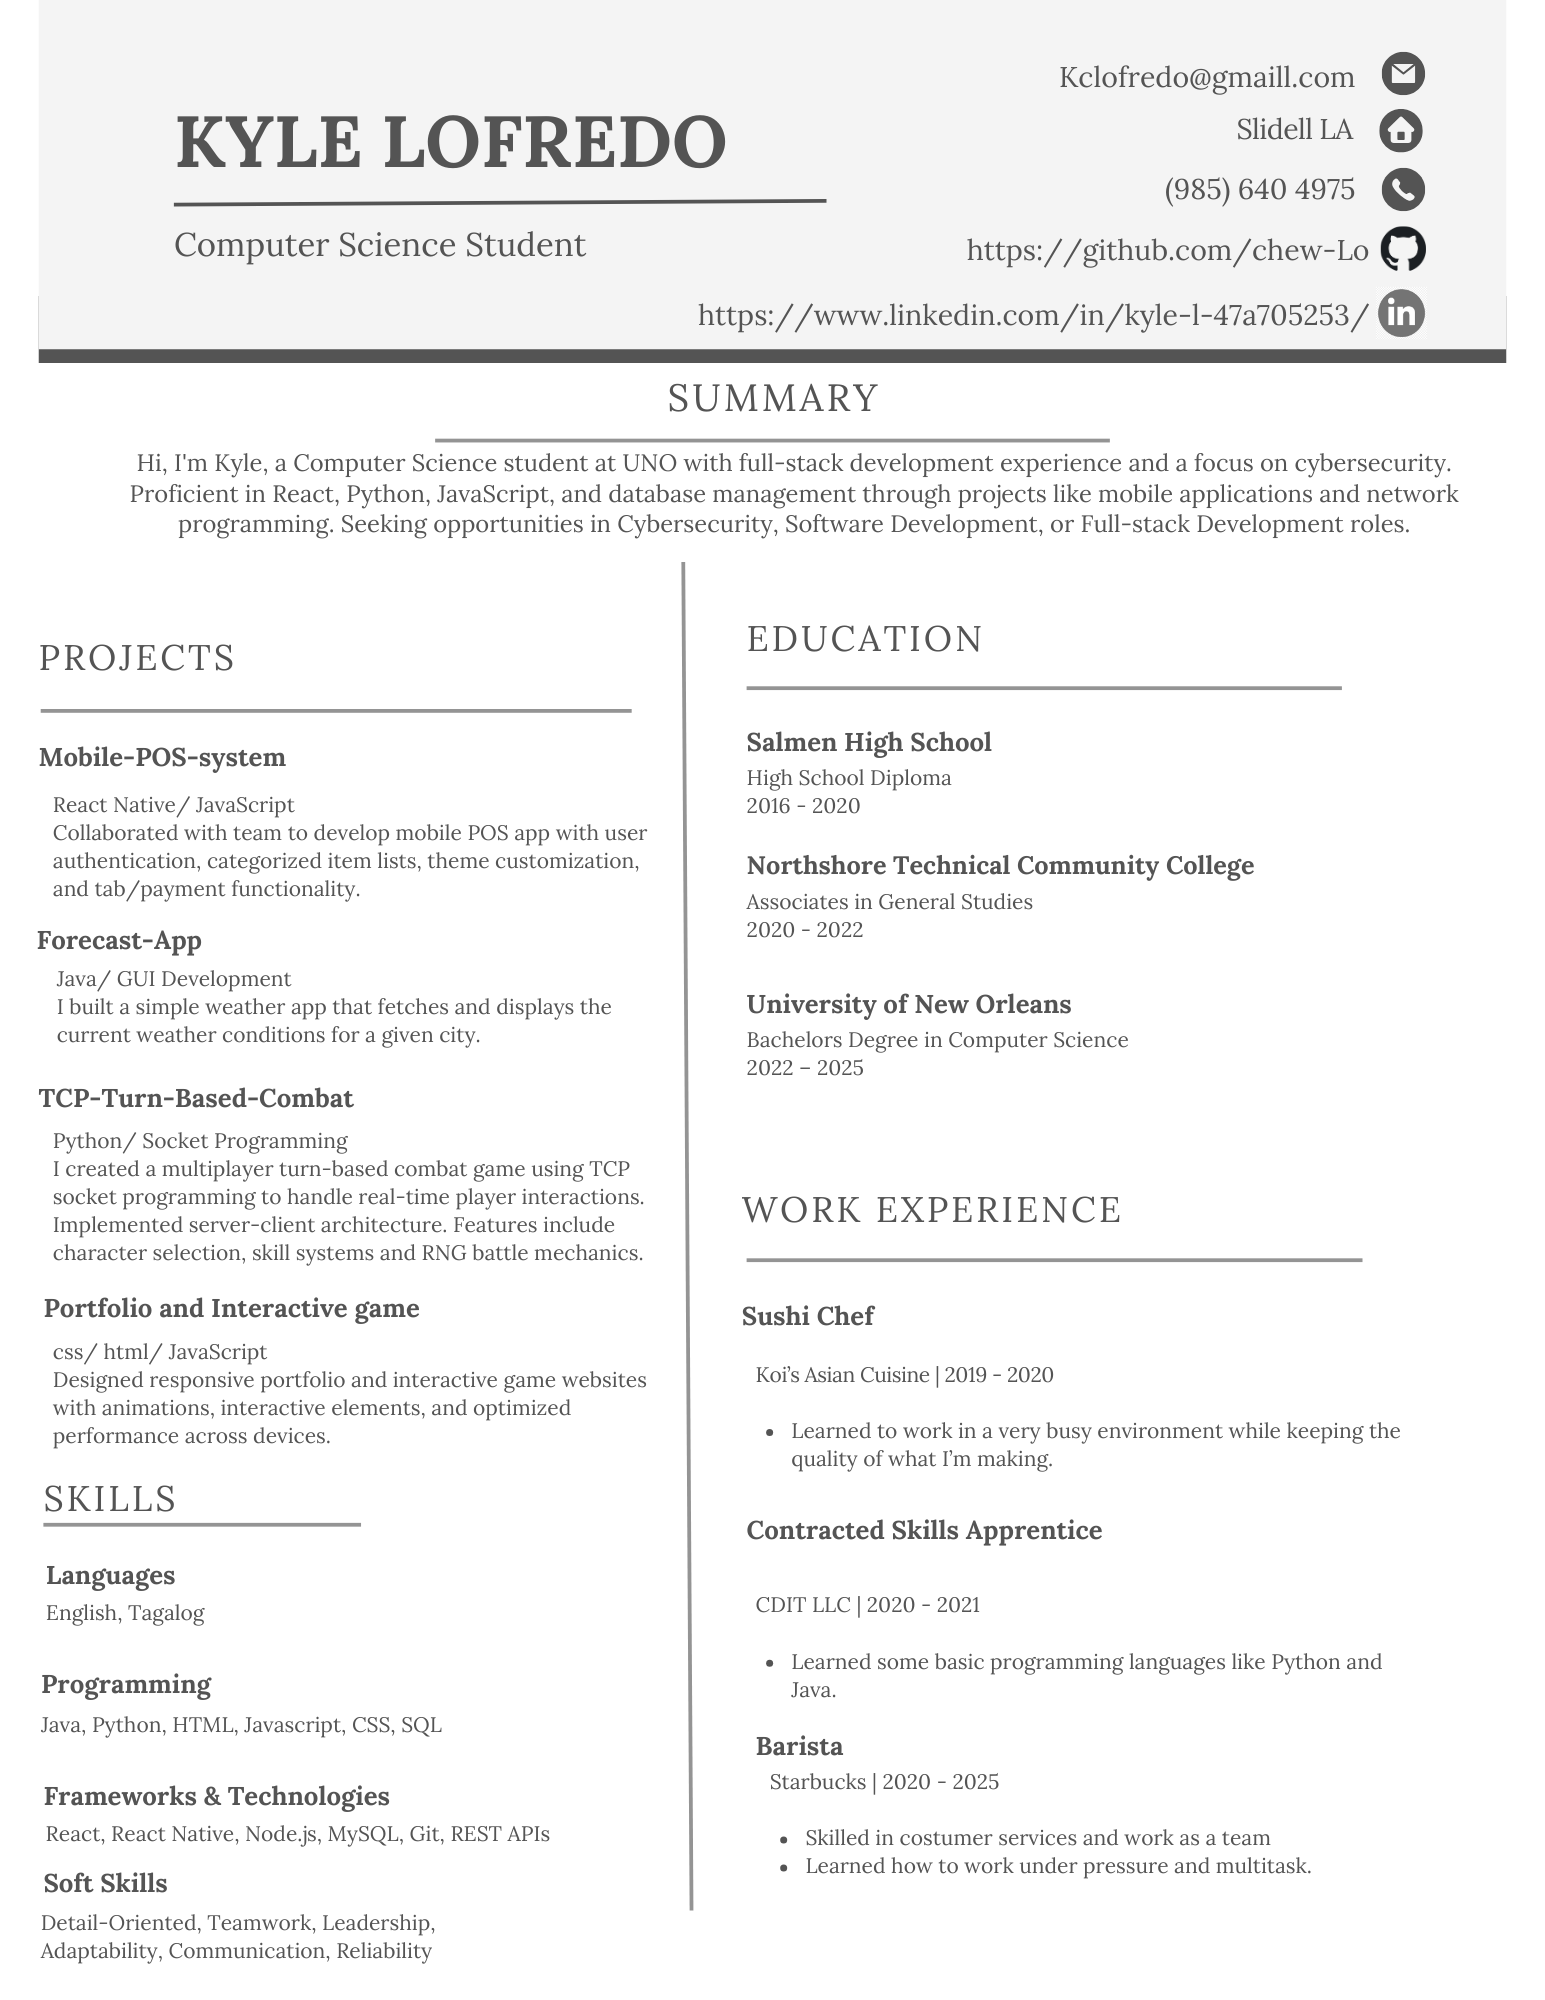 KYLE LOFREDO
Computer Science Student
Kclofredo@gmaill.com
Slidell LA
(985) 640 4975
https://github.com/chew-Lo
https://www.linkedin.com/in/kyle-l-47a705253/
in
SUMMARY
Hi, I'm Kyle, a Computer Science student at UNO with full-stack development experience and a focus on cybersecurity.
Proficient in React, Python, JavaScript, and database management through projects like mobile applications and network
programming. Seeking opportunities in Cybersecurity, Software Development, or Full-stack Development roles.
PROJECTS
Mobile-POS-system
React Native/ JavaScript
Collaborated with team to develop mobile POS app with user
authentication, categorized item lists, theme customization,
and tab/payment functionality.
Forecast-App
Java/ GUI Development
I built a simple weather app that fetches and displays the
current weather conditions for a given city.
TCP-Turn-Based-Combat
Python/ Socket Programming
I created a multiplayer turn-based combat game using TCP
socket programming to handle real-time player interactions.
Implemented server-client architecture. Features include
character selection, skill systems and RNG battle mechanics.
Portfolio and Interactive game
css/ html/ JavaScript
Designed responsive portfolio and interactive game websites
with animations, interactive elements, and optimized
performance across devices.
SKILLS
Languages
English, Tagalog
Programming
Java, Python, HTML, Javascript, CSS, SQL
Frameworks & Technologies
React, React Native, Node.js, MySQL, Git, REST APIs
Soft Skills
Detail-Oriented, Teamwork, Leadership,
Adaptability, Communication, Reliability
EDUCATION
Salmen High School
High School Diploma
2016 - 2020
Northshore Technical Community College
Associates in General Studies
2020 - 2022
University of New Orleans
Bachelors Degree in Computer Science
2022 – 2025
WORK EXPERIENCE
Sushi Chef
Koi’s Asian Cuisine | 2019 - 2020
• Learned to work in a very busy environment while keeping the
quality of what I’m making.
Contracted Skills Apprentice
CDIT LLC | 2020 - 2021
• Learned some basic programming languages like Python and
Java.
Barista
Starbucks | 2020 - 2025
• Skilled in costumer services and work as a team
• Learned how to work under pressure and multitask.